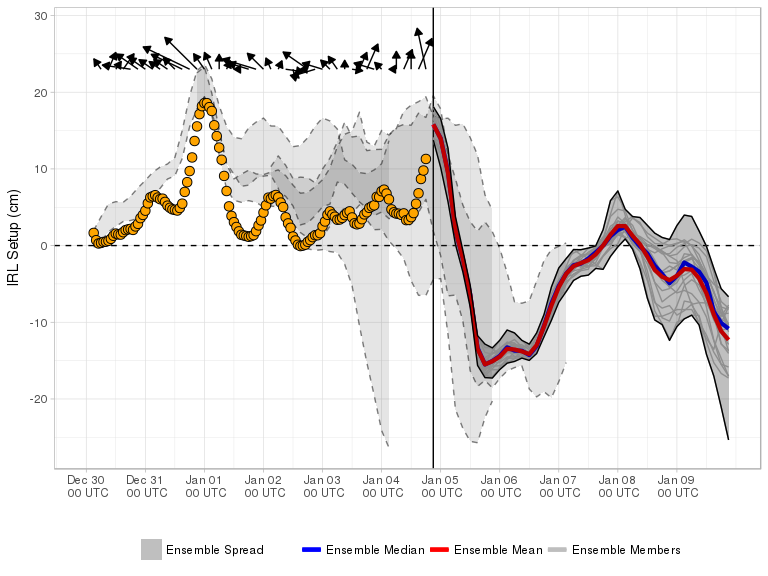 30
20
10
0
-10
-20
IRL Setup (cm)
Dec 30 Dec 31 Jan 01 Jan 02 Jan 03 Jan 04 Jan 05 Jan 06 Jan 07 Jan 08 Jan 09
00 UTC 00 UTC 00 UTC 00 UTC 00 UTC 00 UTC 00 UTC 00 UTC 00 UTC 00 UTC 00 UTC
Ensemble Spread Ensemble Median Ensemble Mean Ensemble Members